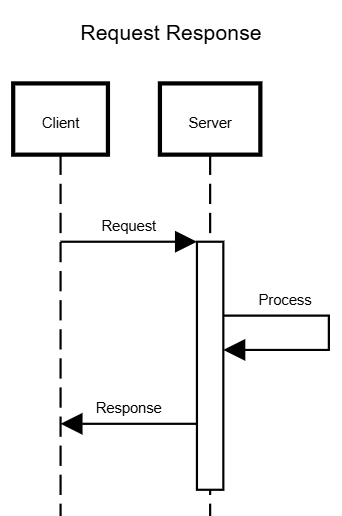 Request Response
Client
Server
Request
Process
Response